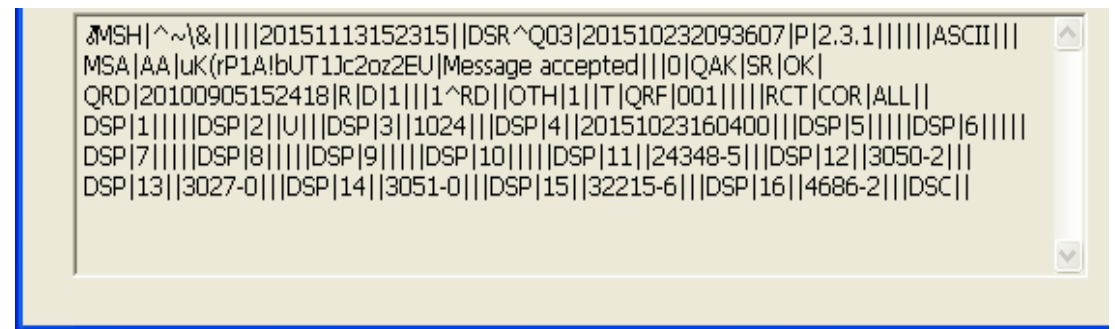 MSH|^~\&|||||20151113152315||DSR^Q03|201510232093607|P|2.3.1||||||ASCII|||
MSA|AA|uK(rP1A!bUT1Jc2oz2EU|Message accepted|||0|QAK|SR|OK|
QRD|20100905152418|R|D|1|||1^RD||OTH|1||T|QRF|001|||||RCT|COR|ALL||
DSP|1|||||DSP|2||U|||DSP|3||1024|||DSP|4||20151023160400|||DSP|5|||||DSP|6|||||
DSP|7|||||DSP|8|||||DSP|9|||||DSP|10|||||DSP|11||24348-5|||DSP|12||3050-2|||
DSP|13||3027-0|||DSP|14||3051-0|||DSP|15||32215-6|||DSP|16||4686-2|||DSC||